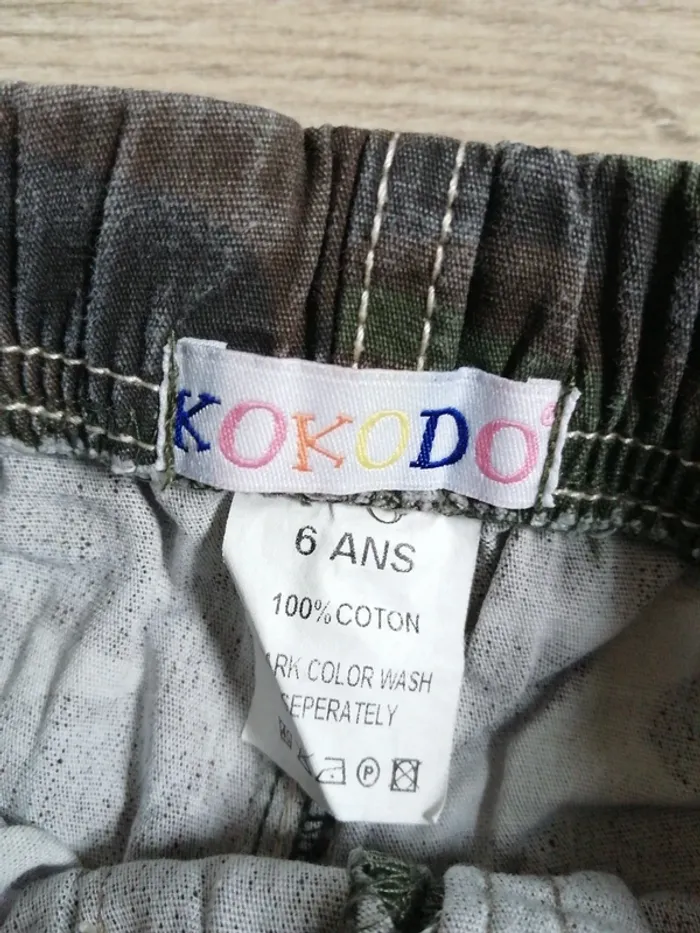 KOKODO®
6 ANS
100%COTON
ARK COLOR WASH
SEPERATELY
P